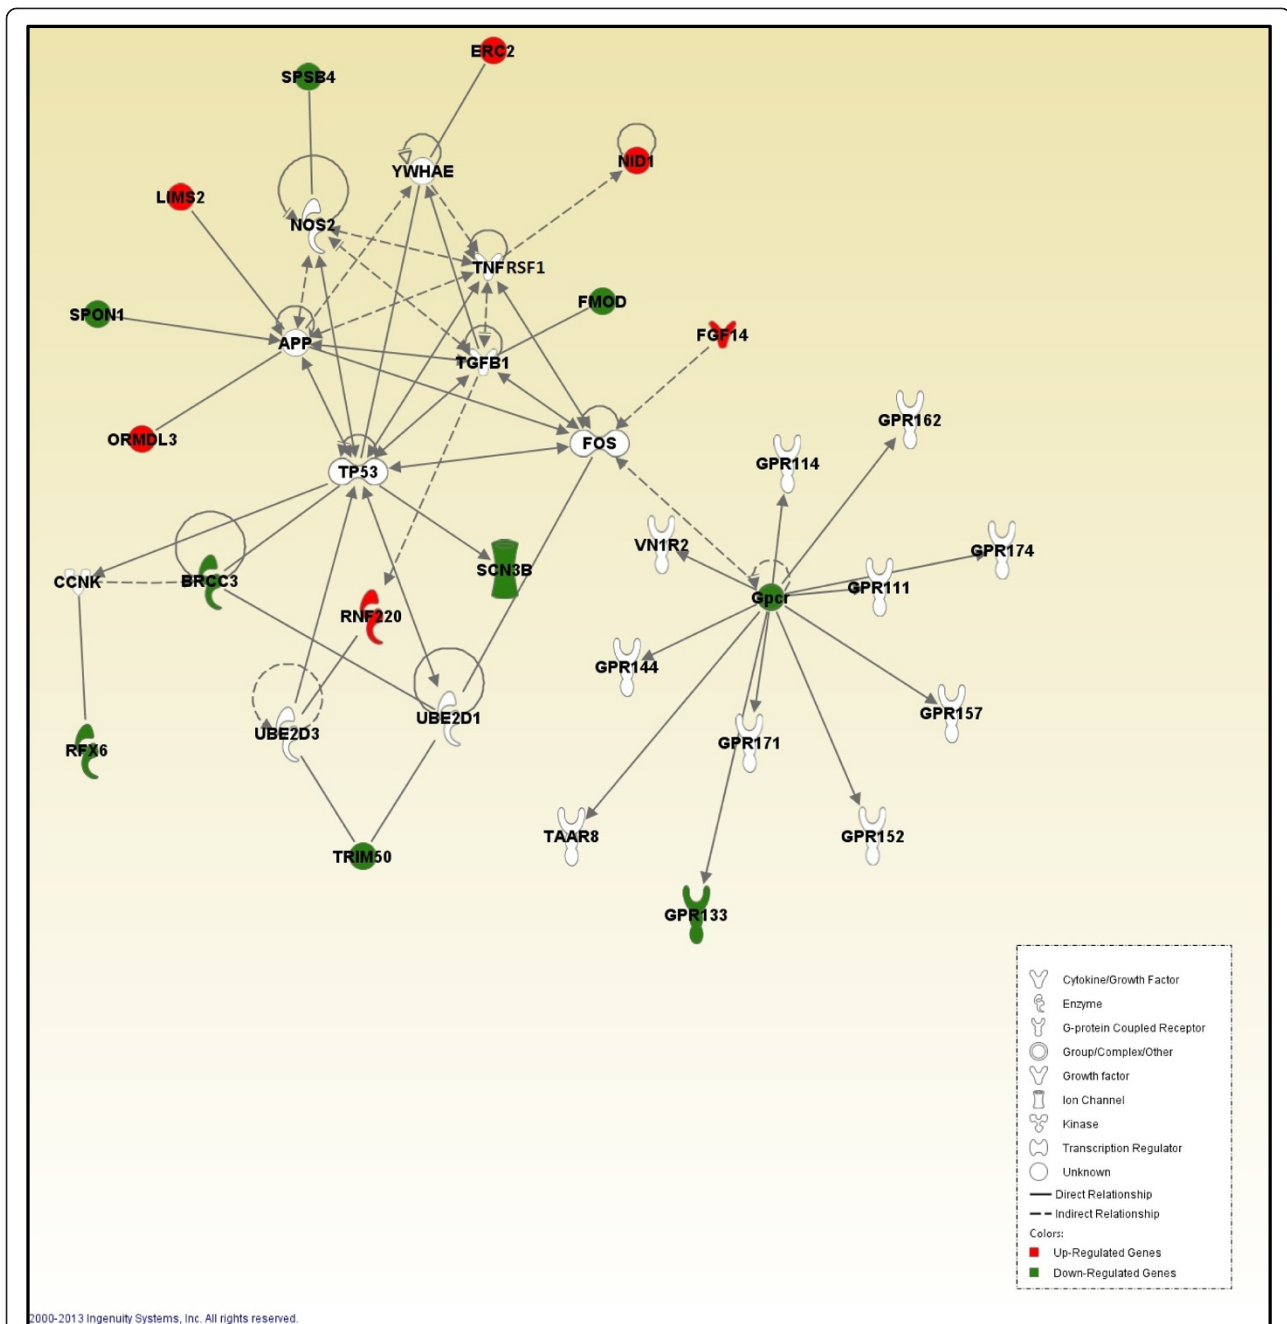 ERC2
SPSB4
NID1
YWHAE
LIMS2
NOS2
TNFRSF1
FMOD
SPON1
FGF14
APP
TGFB1
GPR162
ORMDL3
FOS
GPR114
TP53
VN1R2
GPR174
SCN3B
CCNK
BRCC3
GPR111
Gpcr
RNF220
GPR144
GPR157
UBE2D1
UBE2D3
GPR171
RFX6
TAAR8
GPR152
TRIM50
GPR133
Cytokine/Growth Factor
Enzyme
G-protein Coupled Receptor
Group/Complex/Other
Growth factor
Ion Channel
Kinase
Transcription Regulator
Unknown
Direct Relationship
Indirect Relationship
Colors:
Up-Regulated Genes
Down-Regulated Genes
2000-2013 Ingenuity Systems, Inc. All rights reserved.